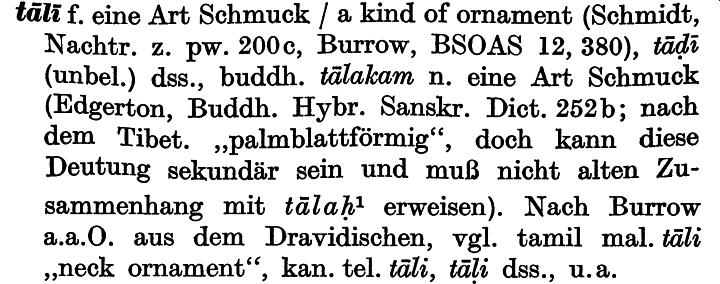 tālī f. eine Art Schmuck / a kind of ornament (Schmidt,
Nachtr. z. pw. 200c, Burrow, BSOAS 12, 380), tāḍī
(unbel.) dss., buddh. tālakam n. eine Art Schmuck
(Edgerton, Buddh. Hybr. Sanskr. Dict. 252b; nach
dem Tibet. „palmblattförmig“, doch kann diese
Deutung sekundär sein und muß nicht alten Zu-
sammenhang mit tālaḥ¹ erweisen). Nach Burrow
a.a.O. aus dem Dravidischen, vgl. tamil mal. tāli
„neck ornament“, kan. tel. tāli, tāḷi dss., u.a.